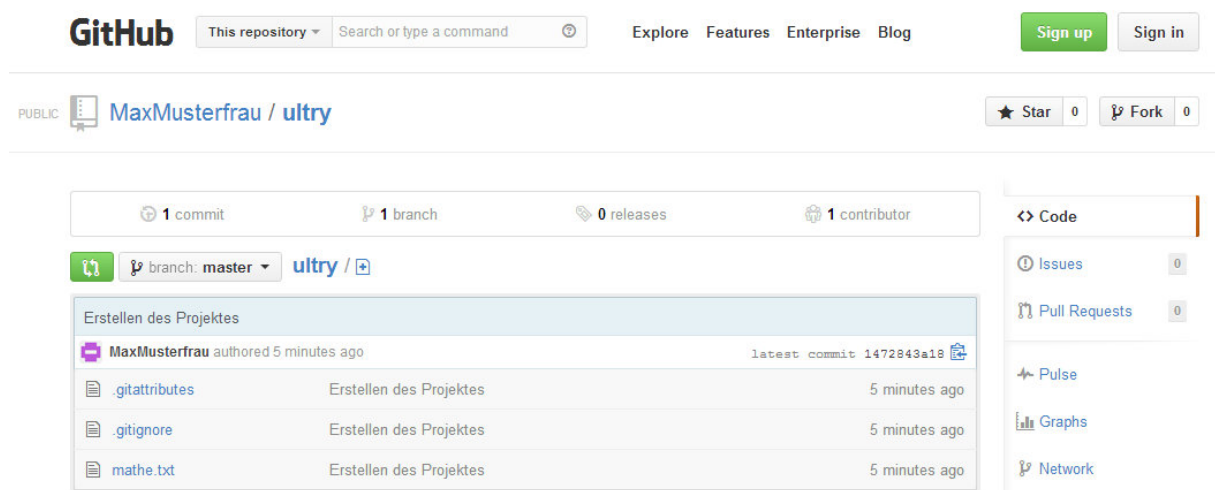 GitHub This repository Search or type a command Explore Features Enterprise Blog Sign up Sign in
PUBLIC MaxMusterfrau / ultry Star 0 Fork 0
1 commit 1 branch 0 releases 1 contributor
branch: master ultry /
Erstellen des Projektes
MaxMusterfrau authored 5 minutes ago latest commit 1472843a18
.gitattributes Erstellen des Projektes 5 minutes ago
.gitignore Erstellen des Projektes 5 minutes ago
mathe.txt Erstellen des Projektes 5 minutes ago
Code
Issues 0
Pull Requests 0
Pulse
Graphs
Network